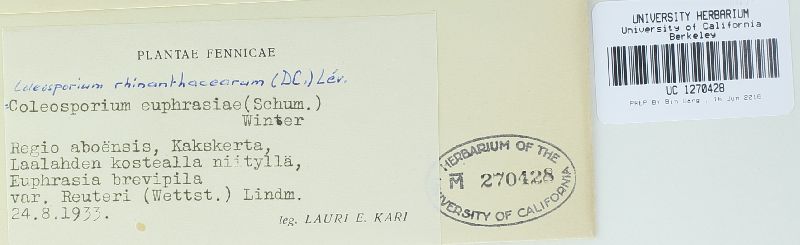 PLANTAE FENNICAE
Coleosporium rhinanthacearum (DC.) Lév.
=Coleosporium euphrasiae(Schum.)
Winter
Regio aboënsis, Kakskerta,
Laalahden kostealla niityllä,
Euphrasia brevipila
var. Reuteri (Wettst.) Lindm.
24.8.1933.
leg. LAURI E. KARI
HERBARIUM OF THE
M 270428
UNIVERSITY OF CALIFORNIA
UNIVERSITY HERBARIUM
University of California
Berkeley
UC 1270428
PREP BY Bin Wang , 16 Jun 2016